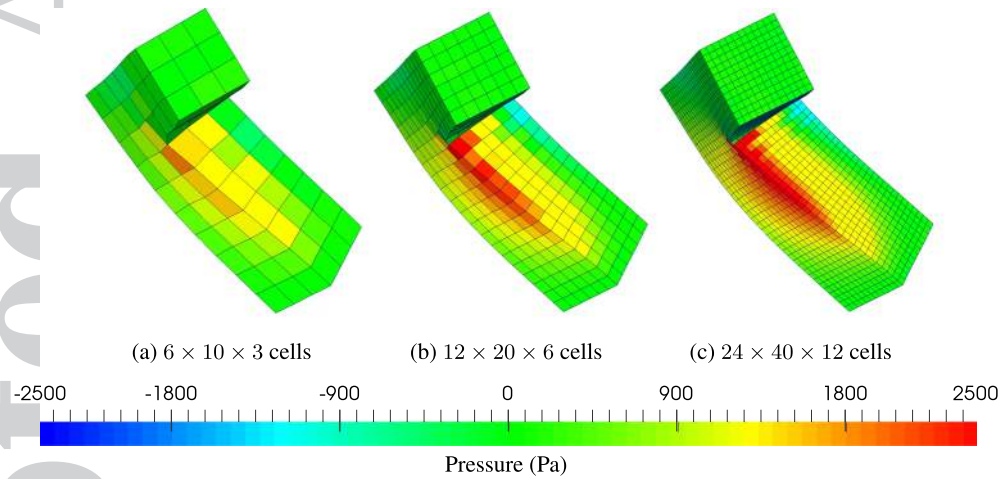 (a) 6 × 10 × 3 cells
(b) 12 × 20 × 6 cells
(c) 24 × 40 × 12 cells
-2500 -1800 -900 0 900 1800 2500
Pressure (Pa)